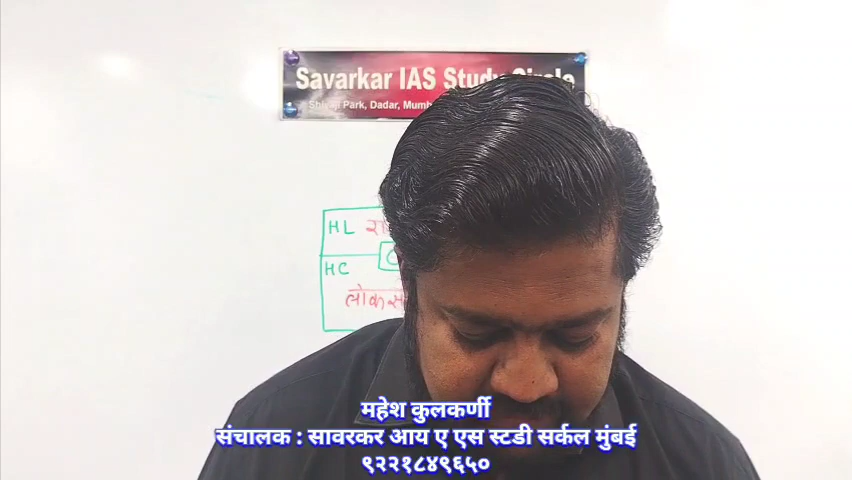 Savarkar IAS Study Circle
Shivaji Park, Dadar, Mumb
HL रा
HC
लोकस
महेश कुलकर्णी
संचालक : सावरकर आय ए एस स्टडी सर्कल मुंबई
९२२१८४९६५०